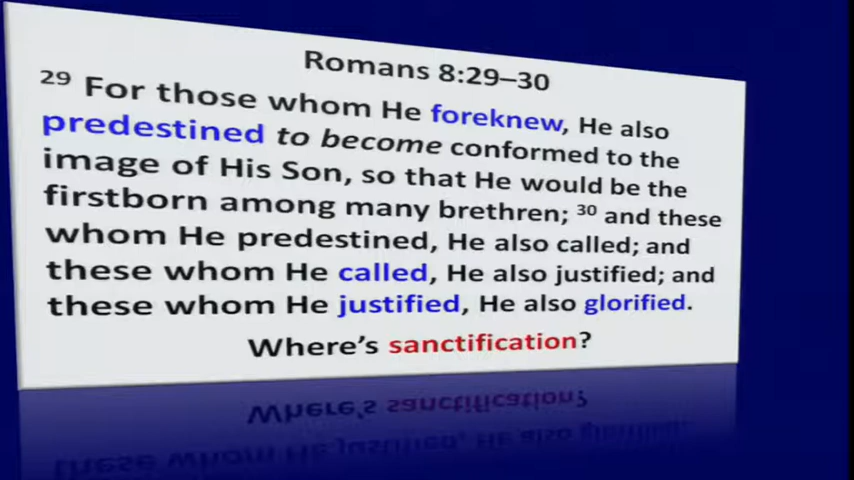 Romans 8:29–30
29 For those whom He foreknew, He also
predestined to become conformed to the
image of His Son, so that He would be the
firstborn among many brethren; 30 and these
whom He predestined, He also called; and
these whom He called, He also justified; and
these whom He justified, He also glorified.
Where's sanctification?